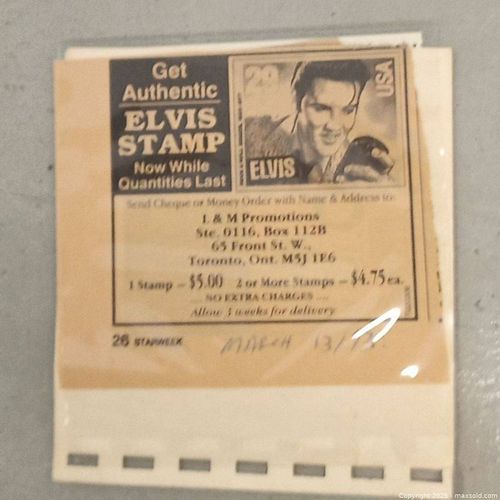 Get
Authentic
ELVIS
STAMP
Now While
Quantities Last
29
USA
ELVIS
Send Cheque or Money Order with Name & Address to:
L & M Promotions
Ste. 0116, Box 112B
65 Front St. W.,
Toronto, Ont. M5J 1E6
1 Stamp – $5.00 2 or More Stamps – $4.75 ea.
.... NO EXTRA CHARGES ....
Allow 3 weeks for delivery
26 STARWEEK
MARCH 13/93
Copyright 2025 - maxsold.com